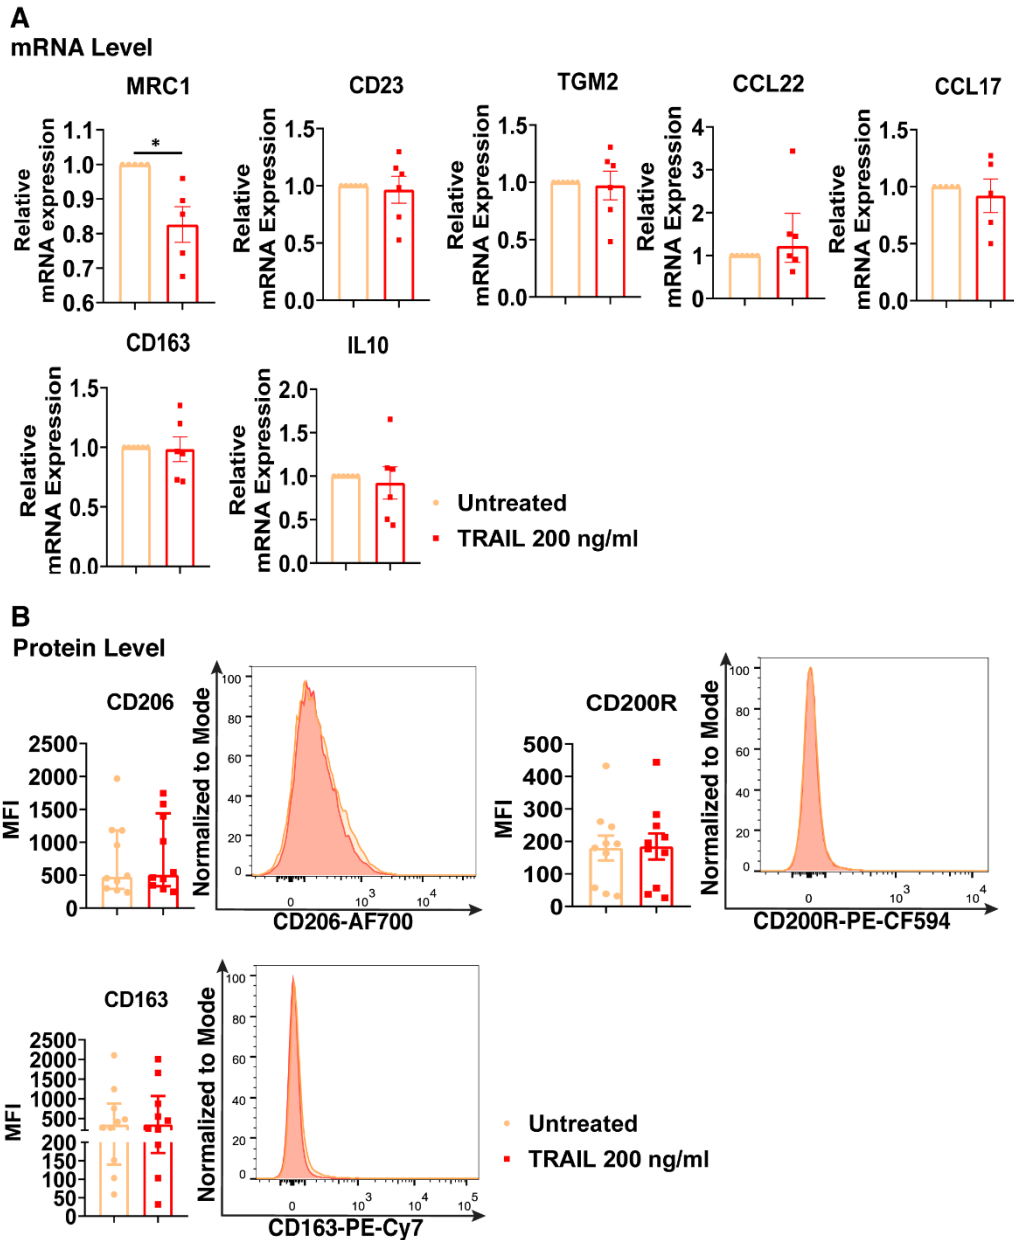 A
mRNA Level
MRC1
Relative
mRNA expression
1.1
1.0
0.9
0.8
0.7
0.6
*
CD23
Relative
mRNA Expression
1.5
1.0
0.5
0.0
TGM2
Relative
mRNA Expression
1.5
1.0
0.5
0.0
CCL22
Relative
mRNA Expression
4
3
2
1
0
CCL17
Relative
mRNA Expression
1.5
1.0
0.5
0.0
CD163
Relative
mRNA Expression
1.5
1.0
0.5
0.0
IL10
Relative
mRNA Expression
2.0
1.5
1.0
0.5
0.0
Untreated
TRAIL 200 ng/ml
B
Protein Level
CD206
MFI
2500
2000
1500
1000
500
0
Normalized to Mode
100
80
60
40
20
0
0 10³ 10⁴
CD206-AF700
CD200R
MFI
500
400
300
200
100
0
Normalized to Mode
100
80
60
40
20
0
0 10³ 10⁴
CD200R-PE-CF594
CD163
MFI
2500
2000
1500
1000
500
200
150
100
50
0
Normalized to Mode
100
80
60
40
20
0
0 10³ 10⁴ 10⁵
CD163-PE-Cy7
Untreated
TRAIL 200 ng/ml